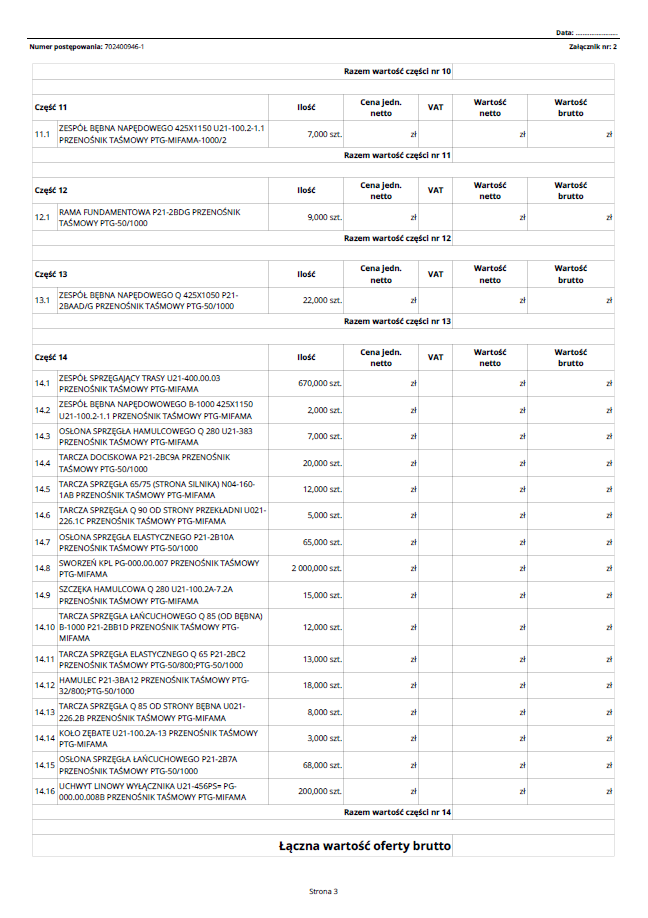 Data: ......................
Numer postępowania: 702400946-1 Załącznik nr: 2
Razem wartość części nr 10
Część 11 Ilość Cena jedn. netto VAT Wartość netto Wartość brutto
11.1 ZESPÓŁ BĘBNA NAPĘDOWEGO 425X1150 U21-100.2-1.1
PRZENOŚNIK TAŚMOWY PTG-MIFAMA-1000/2 7,000 szt. zł zł zł
Razem wartość części nr 11
Część 12 Ilość Cena jedn. netto VAT Wartość netto Wartość brutto
12.1 RAMA FUNDAMENTOWA P21-2BDG PRZENOŚNIK
TAŚMOWY PTG-50/1000 9,000 szt. zł zł zł
Razem wartość części nr 12
Część 13 Ilość Cena jedn. netto VAT Wartość netto Wartość brutto
13.1 ZESPÓŁ BĘBNA NAPĘDOWEGO Q 425X1050 P21-
2BAAD/G PRZENOŚNIK TAŚMOWY PTG-50/1000 22,000 szt. zł zł zł
Razem wartość części nr 13
Część 14 Ilość Cena jedn. netto VAT Wartość netto Wartość brutto
14.1 ZESPÓŁ SPRZĘGAJĄCY TRASY U21-400.00.03
PRZENOŚNIK TAŚMOWY PTG-MIFAMA 670,000 szt. zł zł zł
14.2 ZESPÓŁ BĘBNA NAPĘDOWOWEGO B-1000 425X1150
U21-100.2-1.1 PRZENOŚNIK TAŚMOWY PTG-MIFAMA 2,000 szt. zł zł zł
14.3 OSŁONA SPRZĘGŁA HAMULCOWEGO Q 280 U21-383
PRZENOŚNIK TAŚMOWY PTG-MIFAMA 7,000 szt. zł zł zł
14.4 TARCZA DOCISKOWA P21-2BC9A PRZENOŚNIK
TAŚMOWY PTG-50/1000 20,000 szt. zł zł zł
14.5 TARCZA SPRZĘGŁA 65/75 (STRONA SILNIKA) N04-160-
1AB PRZENOŚNIK TAŚMOWY PTG-MIFAMA 12,000 szt. zł zł zł
14.6 TARCZA SPRZĘGŁA Q 90 OD STRONY PRZEKŁADNI U021-
226.1C PRZENOŚNIK TAŚMOWY PTG-MIFAMA 5,000 szt. zł zł zł
14.7 OSŁONA SPRZĘGŁA ELASTYCZNEGO P21-2B10A
PRZENOŚNIK TAŚMOWY PTG-50/1000 65,000 szt. zł zł zł
14.8 SWORZEŃ KPL PG-000.00.007 PRZENOŚNIK TAŚMOWY
PTG-MIFAMA 2 000,000 szt. zł zł zł
14.9 SZCZĘKA HAMULCOWA Q 280 U21-100.2A-7.2A
PRZENOŚNIK TAŚMOWY PTG-MIFAMA 15,000 szt. zł zł zł
14.10 TARCZA SPRZĘGŁA ŁAŃCUCHOWEGO Q 85 (OD BĘBNA)
B-1000 P21-2BB1D PRZENOŚNIK TAŚMOWY PTG-
MIFAMA 12,000 szt. zł zł zł
14.11 TARCZA SPRZĘGŁA ELASTYCZNEGO Q 65 P21-2BC2
PRZENOŚNIK TAŚMOWY PTG-50/800;PTG-50/1000 13,000 szt. zł zł zł
14.12 HAMULEC P21-3BA12 PRZENOŚNIK TAŚMOWY PTG-
32/800;PTG-50/1000 18,000 szt. zł zł zł
14.13 TARCZA SPRZĘGŁA Q 85 OD STRONY BĘBNA U021-
226.2B PRZENOŚNIK TAŚMOWY PTG-MIFAMA 8,000 szt. zł zł zł
14.14 KOŁO ZĘBATE U21-100.2A-13 PRZENOŚNIK TAŚMOWY
PTG-MIFAMA 3,000 szt. zł zł zł
14.15 OSŁONA SPRZĘGŁA ŁAŃCUCHOWEGO P21-2B7A
PRZENOŚNIK TAŚMOWY PTG-50/1000 68,000 szt. zł zł zł
14.16 UCHWYT LINOWY WYŁĄCZNIKA U21-456PS= PG-
000.00.008B PRZENOŚNIK TAŚMOWY PTG-MIFAMA 200,000 szt. zł zł zł
Razem wartość części nr 14
Łączna wartość oferty brutto
Strona 3